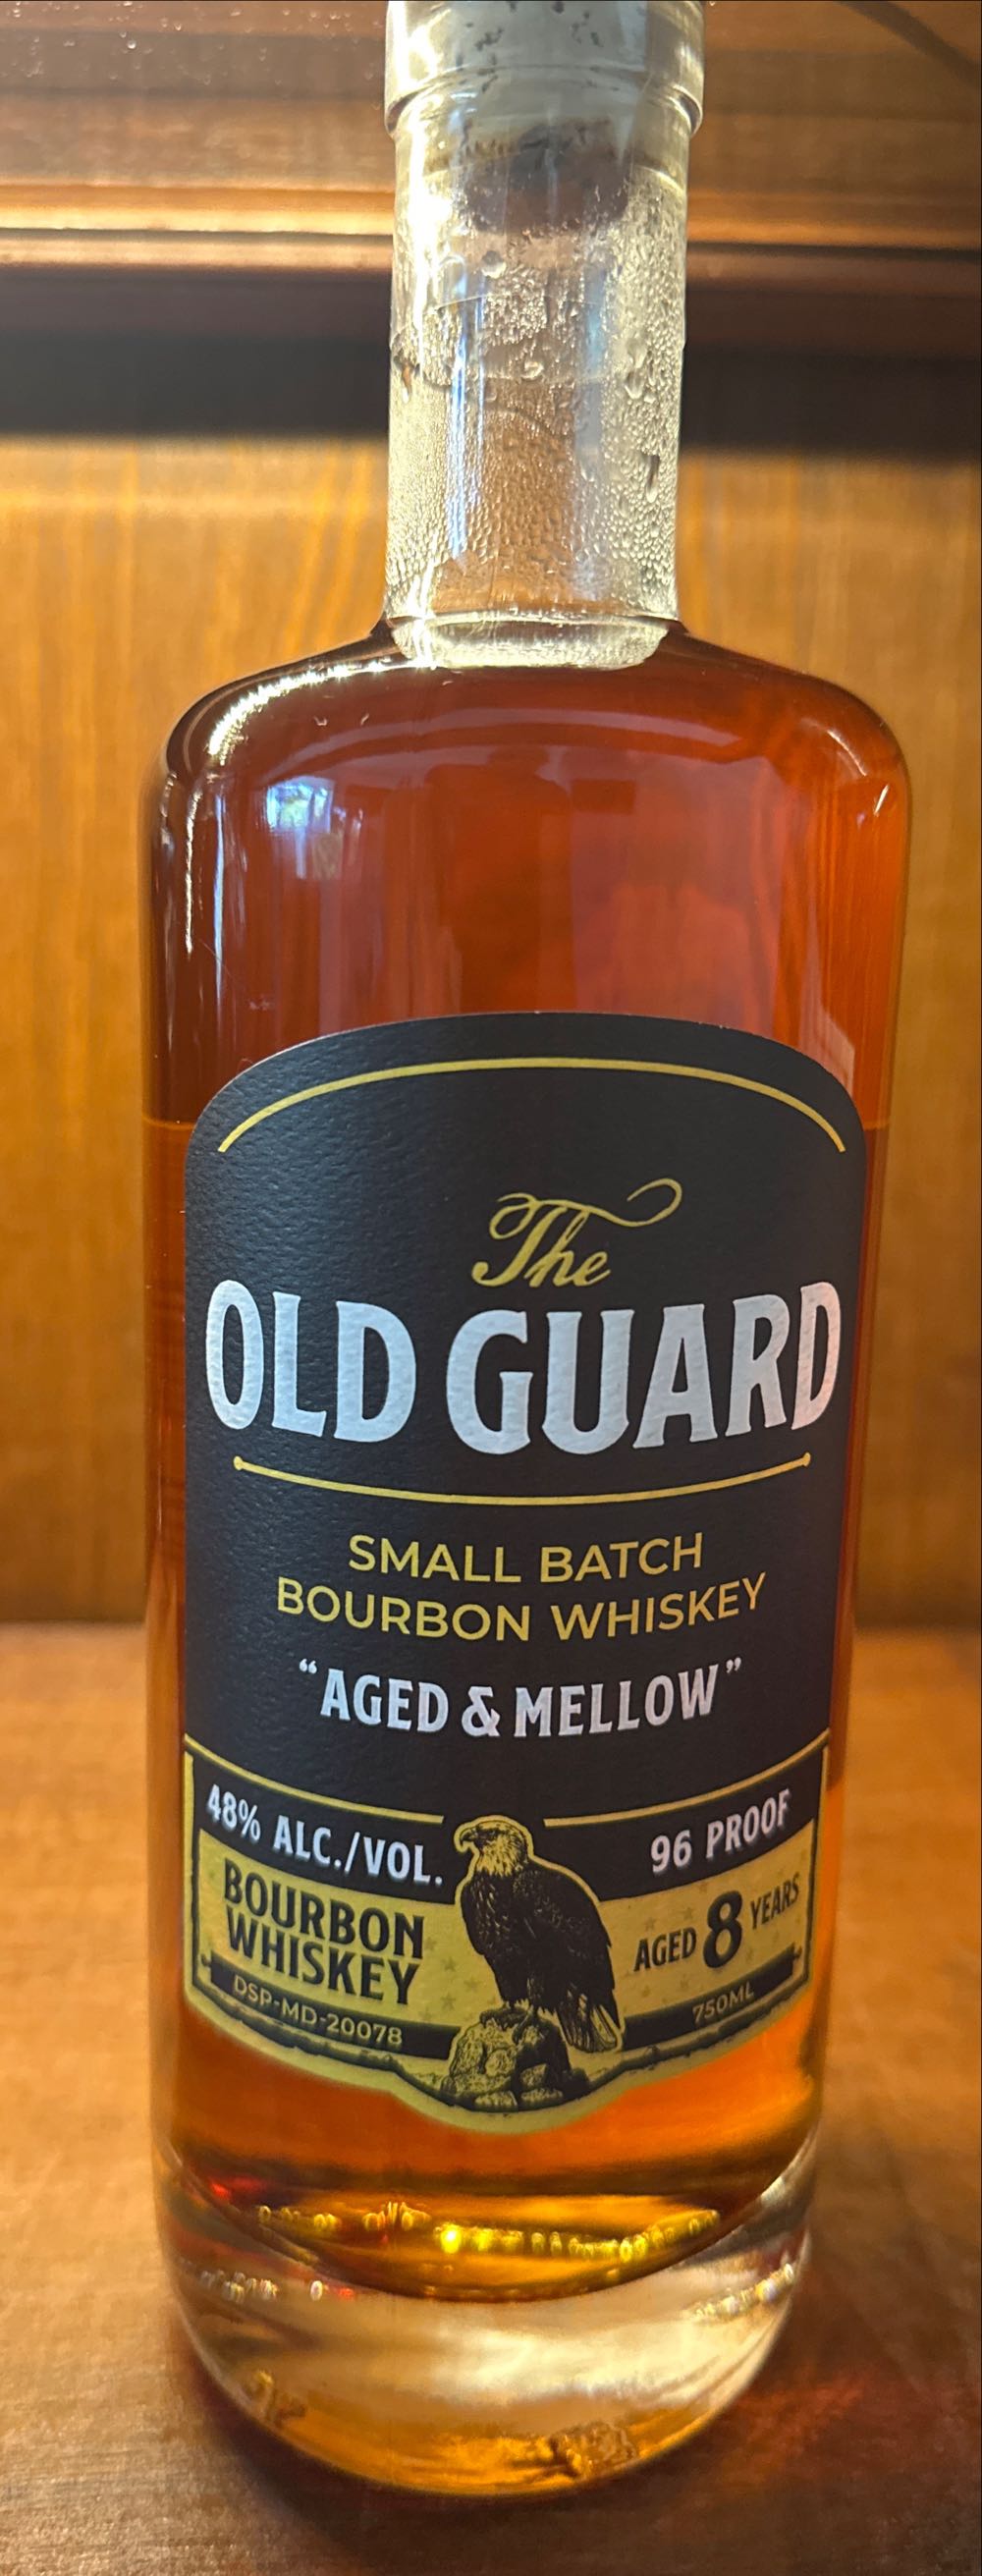 The
OLD GUARD
SMALL BATCH
BOURBON WHISKEY
“AGED & MELLOW”
48% ALC./VOL.
96 PROOF
BOURBON
WHISKEY
DSP-MD-20078
AGED 8 YEARS
750ML